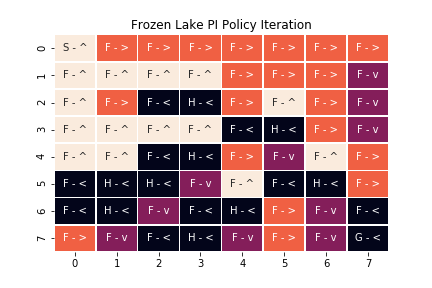 Frozen Lake PI Policy Iteration
0 S - ^ F - > F - > F - > F - > F - > F - > F - >
1 F - ^ F - ^ F - ^ F - ^ F - > F - > F - > F - v
2 F - ^ F - > F - < H - < F - > F - ^ F - > F - v
3 F - ^ F - ^ F - ^ F - ^ F - < H - < F - > F - v
4 F - ^ F - ^ F - < H - < F - > F - v F - ^ F - >
5 F - < H - < H - < F - v F - ^ F - < H - < F - >
6 F - < H - < F - v F - < H - < F - > F - v F - <
7 F - > F - v F - < H - < F - v F - > F - v G - <
0 1 2 3 4 5 6 7